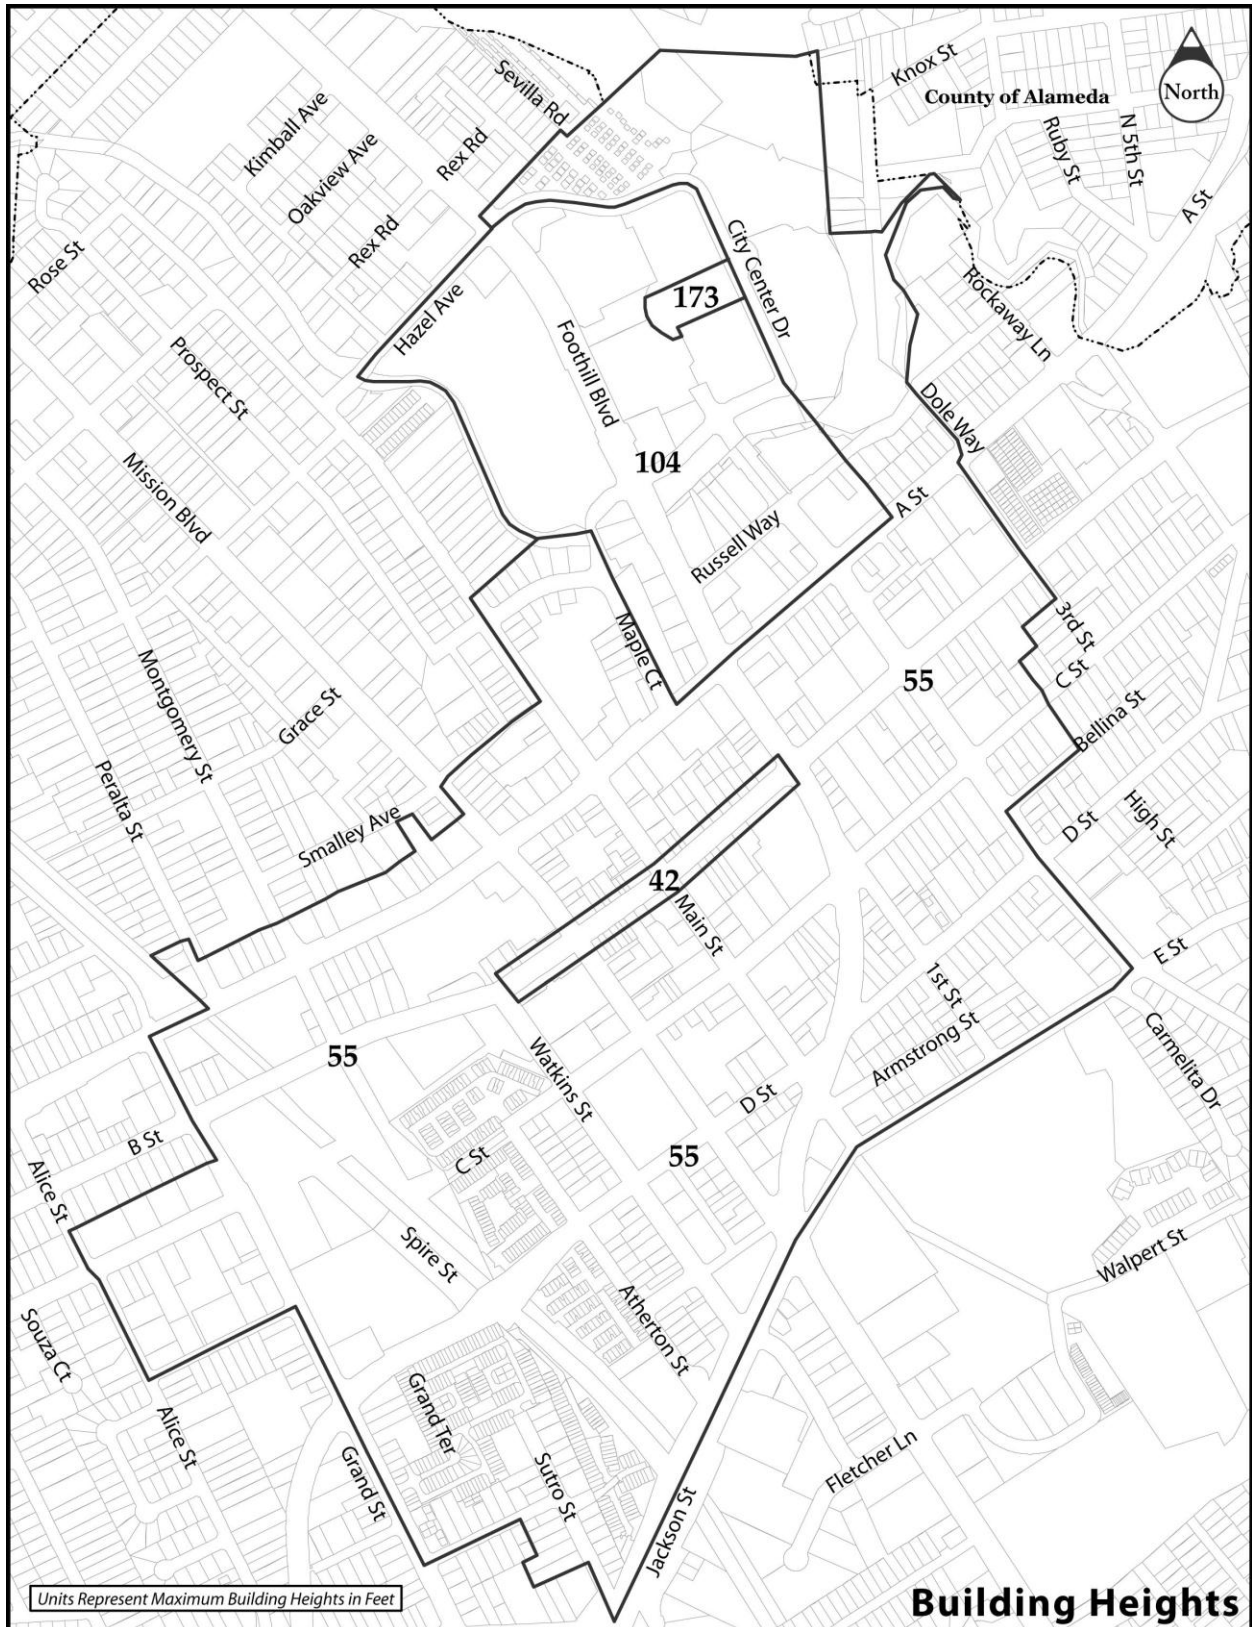 Knox St
Sevilla Rd
County of Alameda
North
Kimball Ave
Ruby St
N 5th St
Oakview Ave
Rex Rd
A St
Rex Rd
Rose St
City Center Dr
173
Rockaway Ln
Hazel Ave
Foothill Blvd
Prospect St
Dole Way
104
Mission Blvd
A St
Russell Way
3rd St
Maple Ct
C St
55
Montgomery St
Grace St
Bellina St
Peralta St
High St
D St
Smalley Ave
42
Main St
E St
1st St
Armstrong St
Carmelita Dr
55
Watkins St
D St
B St
C St
55
Alice St
Spire St
Walpert St
Atherton St
Souza Ct
Grand Ter
Alice St
Fletcher Ln
Grand St
Sutro St
Jackson St
Units Represent Maximum Building Heights in Feet
Building Heights